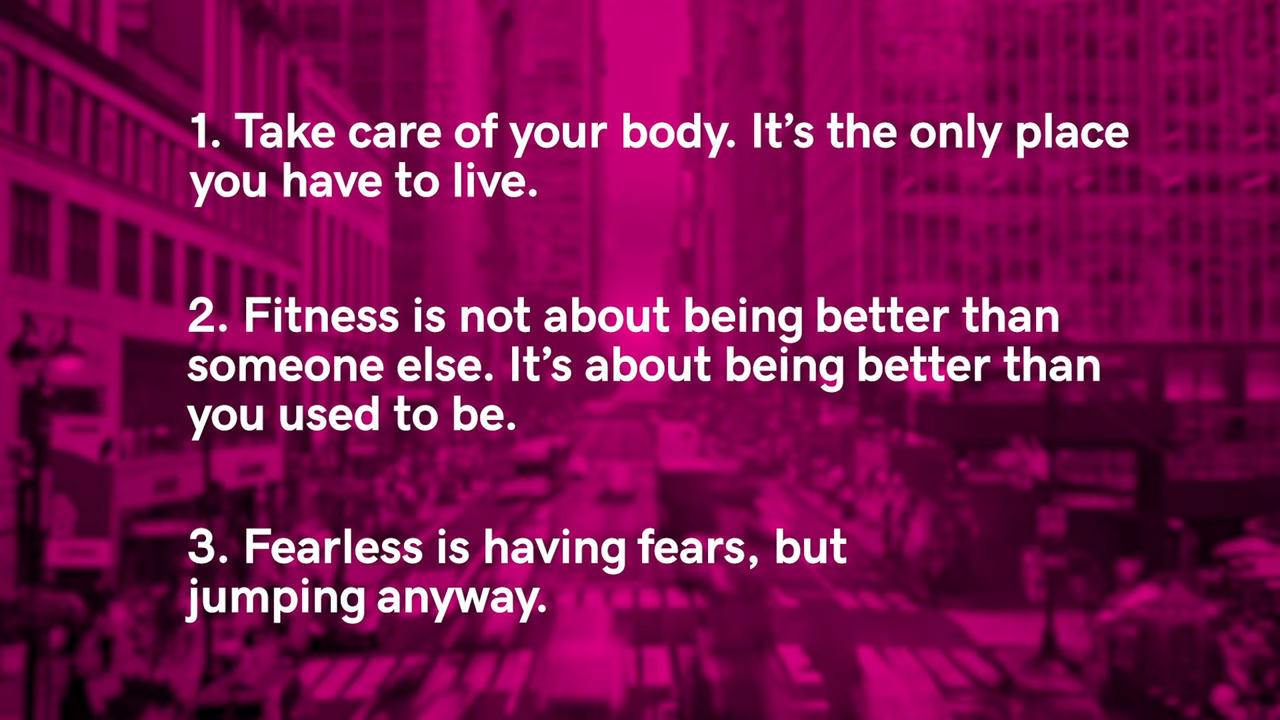 1. Take care of your body. It’s the only place
you have to live.
2. Fitness is not about being better than
someone else. It’s about being better than
you used to be.
3. Fearless is having fears, but
jumping anyway.